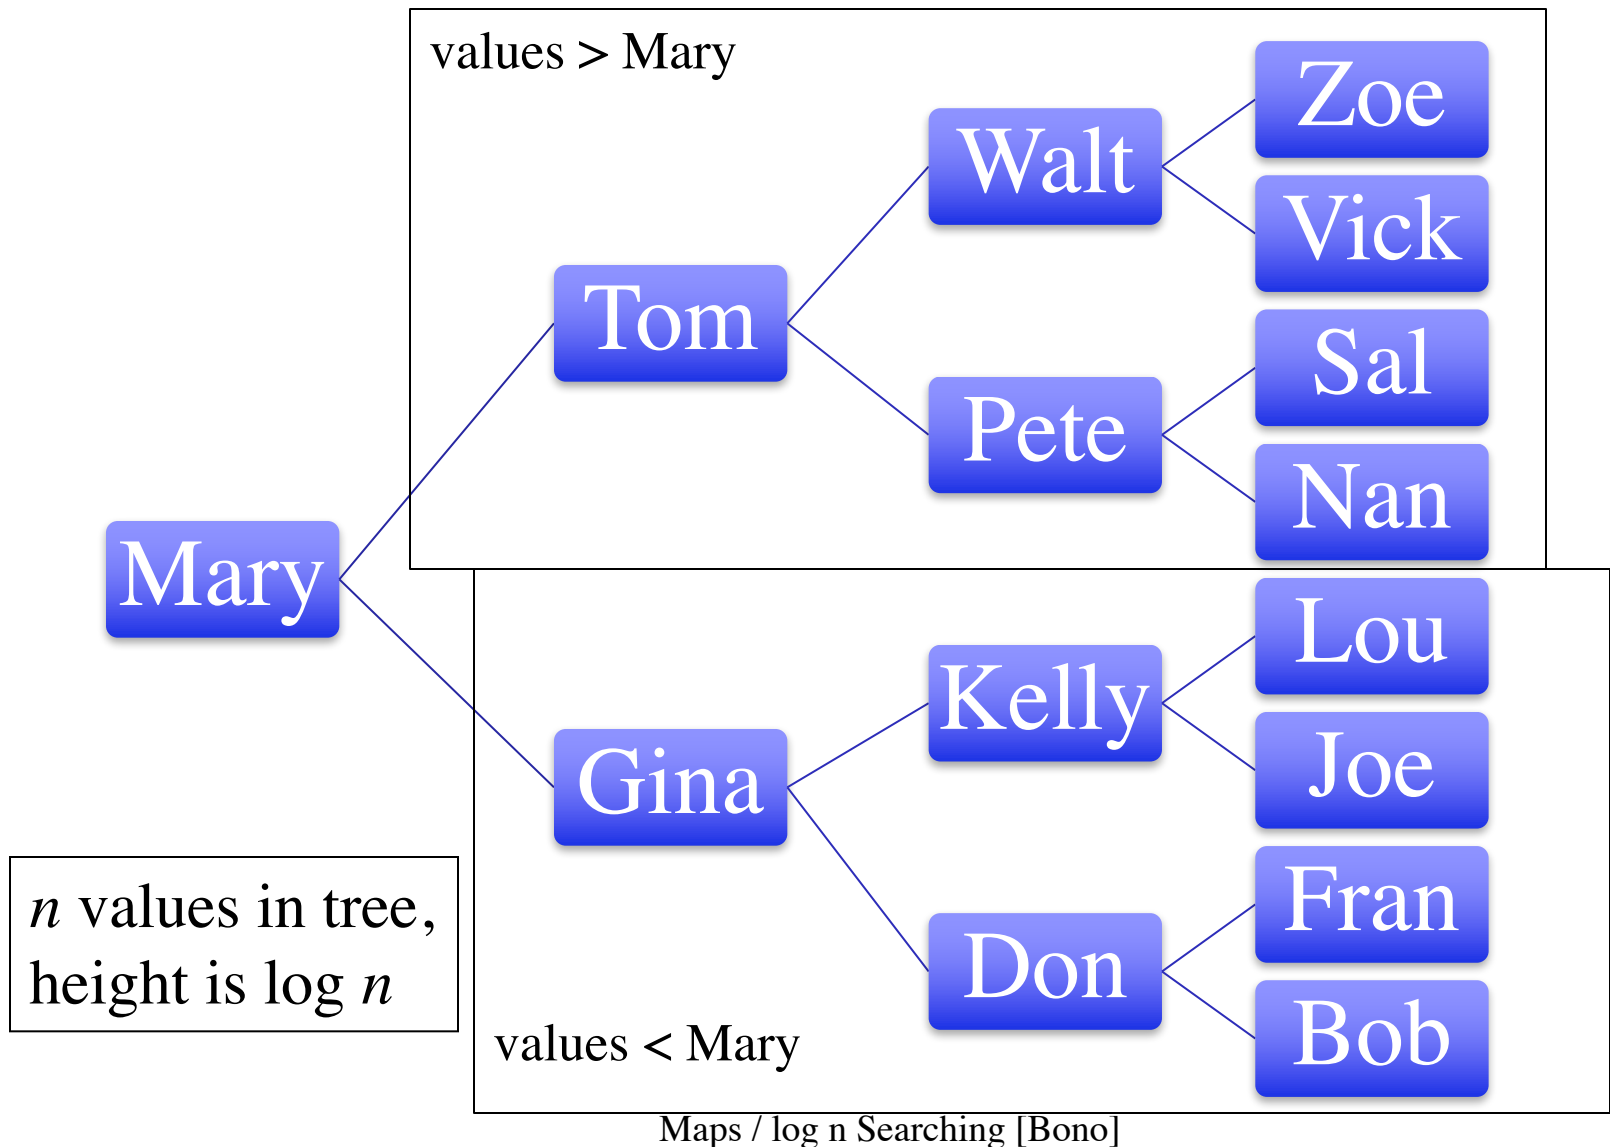 values > Mary
Zoe
Walt
Vick
Tom
Sal
Pete
Nan
Mary
Lou
Kelly
Joe
Gina
Fran
n values in tree,
height is log n
Don
Bob
values < Mary
Maps / log n Searching [Bono]